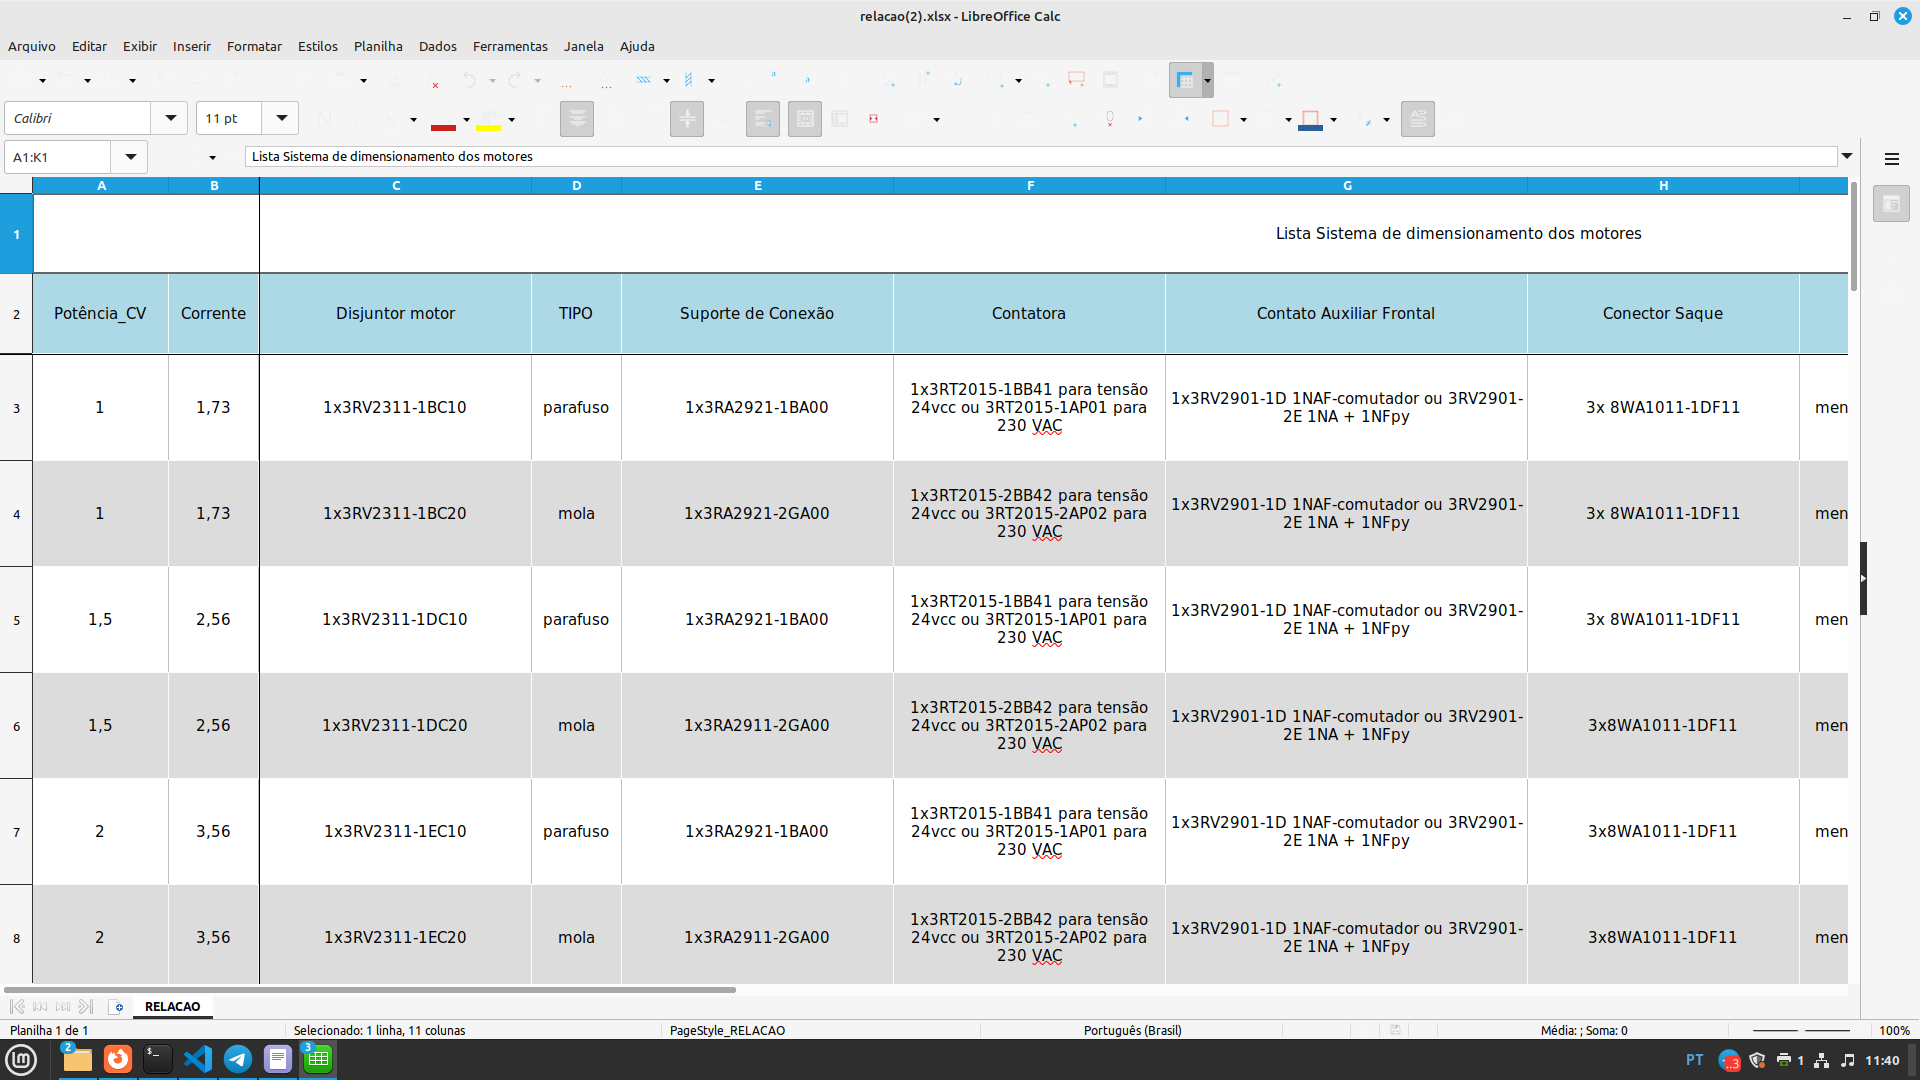 relacao(2).xlsx - LibreOffice Calc
Arquivo Editar Exibir Inserir Formatar Estilos Planilha Dados Ferramentas Janela Ajuda
Calibri 11 pt
A1:K1 Lista Sistema de dimensionamento dos motores
A B C D E F G H
1 Lista Sistema de dimensionamento dos motores
2 Potência_CV Corrente Disjuntor motor TIPO Suporte de Conexão Contatora Contato Auxiliar Frontal Conector Saque
3 1 1,73 1x3RV2311-1BC10 parafuso 1x3RA2921-1BA00 1x3RT2015-1BB41 para tensão 24vcc ou 3RT2015-1AP01 para 230 VAC 1x3RV2901-1D 1NAF-comutador ou 3RV2901-2E 1NA + 1NFpy 3x 8WA1011-1DF11 men
4 1 1,73 1x3RV2311-1BC20 mola 1x3RA2921-2GA00 1x3RT2015-2BB42 para tensão 24vcc ou 3RT2015-2AP02 para 230 VAC 1x3RV2901-1D 1NAF-comutador ou 3RV2901-2E 1NA + 1NFpy 3x 8WA1011-1DF11 men
5 1,5 2,56 1x3RV2311-1DC10 parafuso 1x3RA2921-1BA00 1x3RT2015-1BB41 para tensão 24vcc ou 3RT2015-1AP01 para 230 VAC 1x3RV2901-1D 1NAF-comutador ou 3RV2901-2E 1NA + 1NFpy 3x 8WA1011-1DF11 men
6 1,5 2,56 1x3RV2311-1DC20 mola 1x3RA2911-2GA00 1x3RT2015-2BB42 para tensão 24vcc ou 3RT2015-2AP02 para 230 VAC 1x3RV2901-1D 1NAF-comutador ou 3RV2901-2E 1NA + 1NFpy 3x8WA1011-1DF11 men
7 2 3,56 1x3RV2311-1EC10 parafuso 1x3RA2921-1BA00 1x3RT2015-1BB41 para tensão 24vcc ou 3RT2015-1AP01 para 230 VAC 1x3RV2901-1D 1NAF-comutador ou 3RV2901-2E 1NA + 1NFpy 3x8WA1011-1DF11 men
8 2 3,56 1x3RV2311-1EC20 mola 1x3RA2911-2GA00 1x3RT2015-2BB42 para tensão 24vcc ou 3RT2015-2AP02 para 230 VAC 1x3RV2901-1D 1NAF-comutador ou 3RV2901-2E 1NA + 1NFpy 3x8WA1011-1DF11 men
RELACAO
Planilha 1 de 1 Selecionado: 1 linha, 11 colunas PageStyle_RELACAO Português (Brasil) Média: ; Soma: 0 100%
2 3 PT ...3 1 11:40